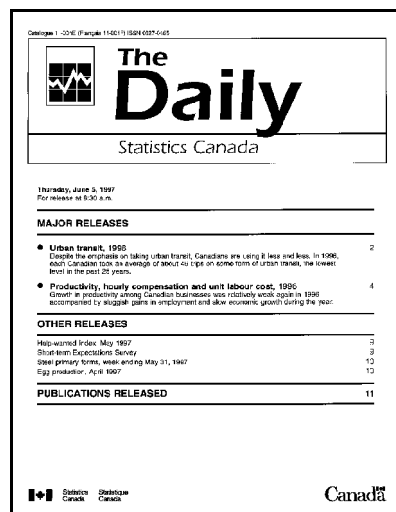 Catalogue 11-001E (Français 11-001F) ISSN 0827-0465
The
Daily
Statistics Canada
Thursday, June 5, 1997
For release at 8:30 a.m.
MAJOR RELEASES
● Urban transit, 1996 2
Despite the emphasis on taking urban transit, Canadians are using it less and less. In 1996,
each Canadian took an average of about 48 trips on some form of urban transit, the lowest
level in the past 25 years.
● Productivity, hourly compensation and unit labour cost, 1996 4
Growth in productivity among Canadian businesses was relatively weak again in 1996
accompanied by sluggish gains in employment and slow economic growth during the year.
OTHER RELEASES
Help-wanted index, May 1997 9
Short-term Expectations Survey 9
Steel primary forms, week ending May 31, 1997 10
Egg production, April 1997 10
PUBLICATIONS RELEASED 11
Statistics Statistique
Canada Canada
Canada